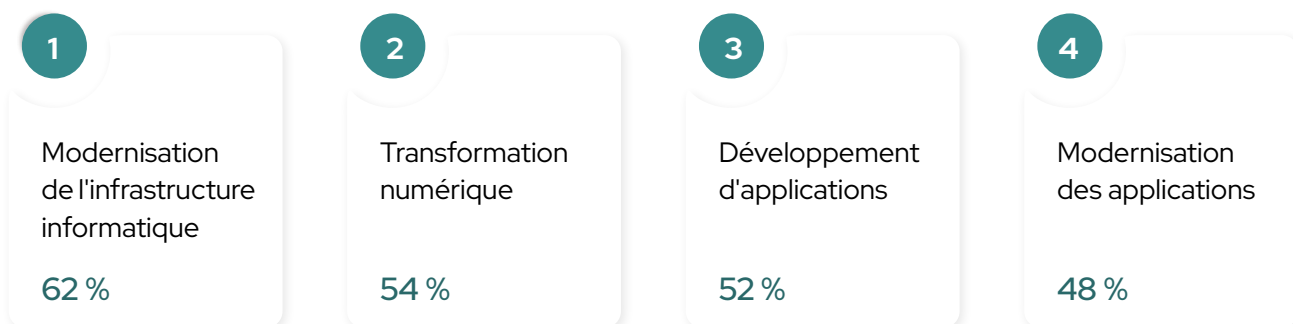 1
Modernisation
de l'infrastructure
informatique
62 %
2
Transformation
numérique
54 %
3
Développement
d'applications
52 %
4
Modernisation
des applications
48 %